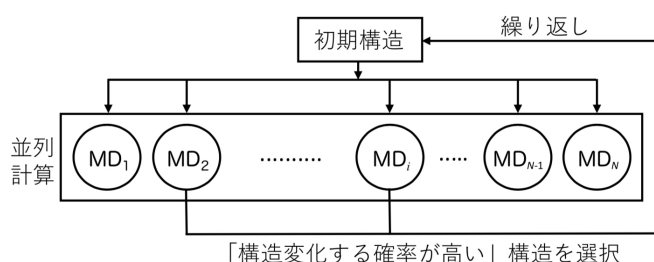 初期構造
繰り返し
並列
計算
MD1
MD2
..........
MDi
.....
MDN-1
MDN
「構造変化する確率が高い」構造を選択